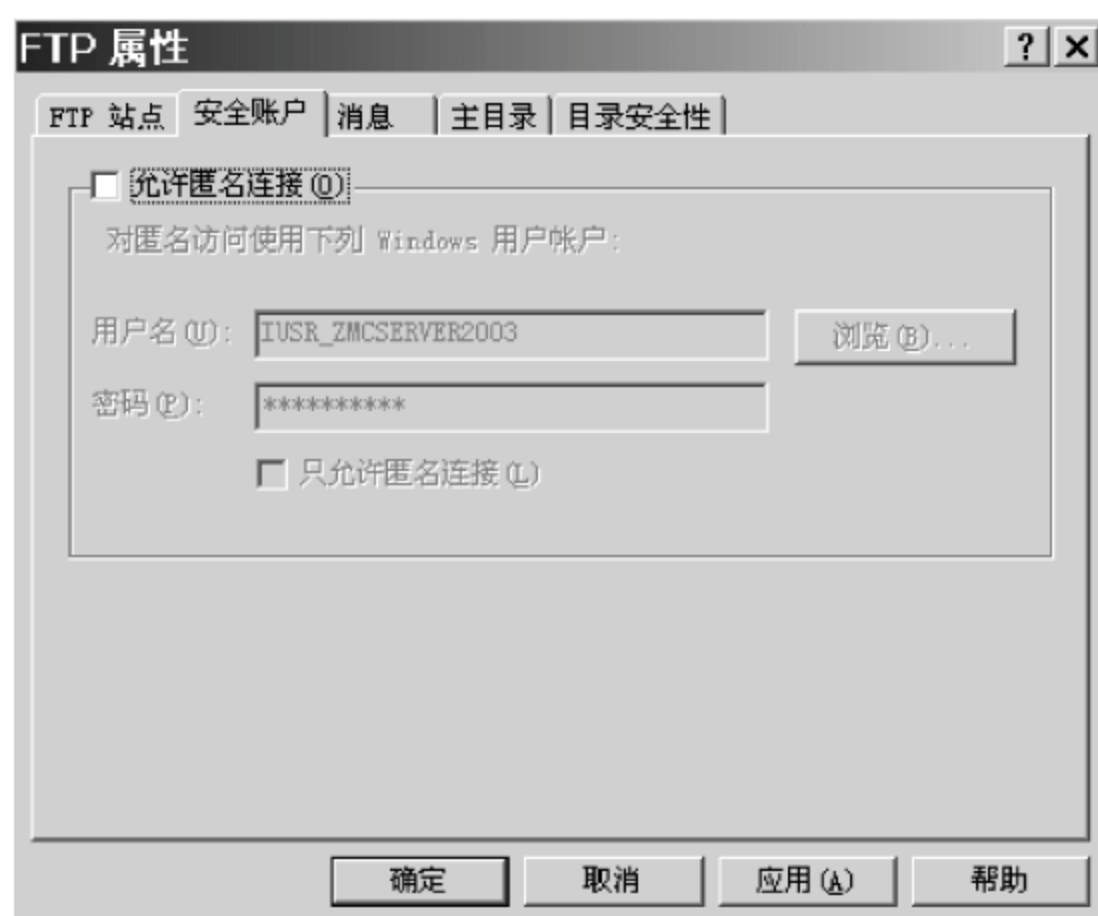 FTP 属性
FTP 站点 安全账户 消息 主目录 目录安全性
允许匿名连接(O)
对匿名访问使用下列 Windows 用户帐户:
用户名(U): IUSR_ZMCSERVER2003 浏览(B)...
密码(P): **********
只允许匿名连接(L)
确定 取消 应用(A) 帮助